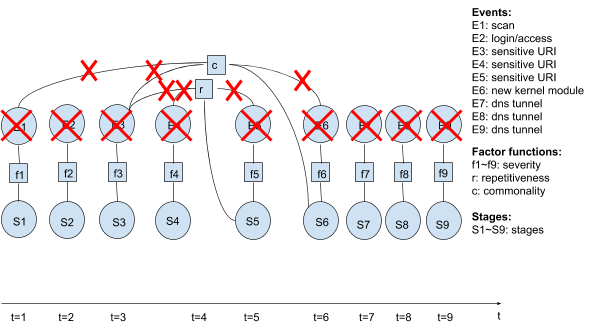 Events:
E1: scan
E2: login/access
E3: sensitive URI
E4: sensitive URI
E5: sensitive URI
E6: new kernel module
E7: dns tunnel
E8: dns tunnel
E9: dns tunnel
Factor functions:
f1~f9: severity
r: repetitiveness
c: commonality
Stages:
S1~S9: stages
c
r
E1 E2 E3 E4 E5 E6 E7 E8 E9
f1 f2 f3 f4 f5 f6 f7 f8 f9
S1 S2 S3 S4 S5 S6 S7 S8 S9
t=1 t=2 t=3 t=4 t=5 t=6 t=7 t=8 t=9 t